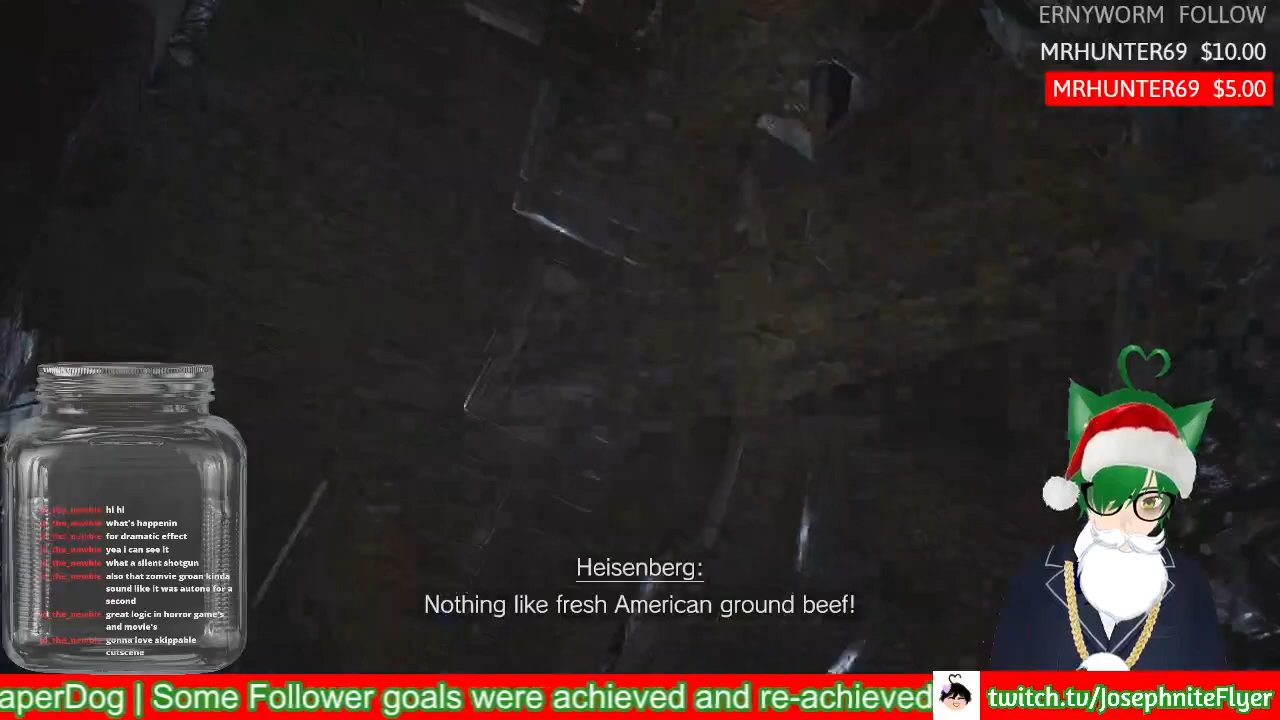 ERNYWORM FOLLOW
MRHUNTER69 $10.00
MRHUNTER69 $5.00
hi hi
what's happenin
for dramatic effect
yea i can see it
what a silent shotgun
also that zomvie groan kinda
sound like it was autone for a
second
great logic in horror game's
and movie's
gonna love skippable
cutscene
Heisenberg:
Nothing like fresh American ground beef!
aperDog | Some Follower goals were achieved and re-achieved
twitch.tv/JosephniteFlyer